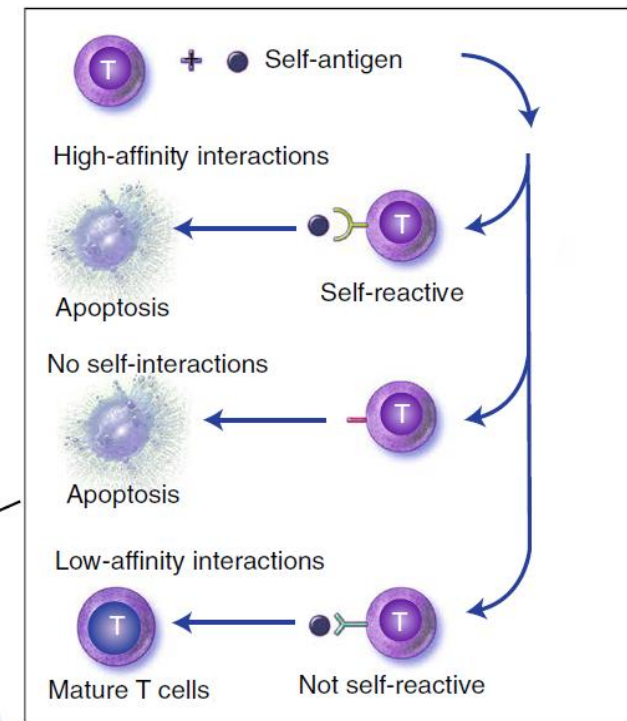 T + Self-antigen
High-affinity interactions
T
Apoptosis
Self-reactive
No self-interactions
T
Apoptosis
Low-affinity interactions
T
T
Mature T cells
Not self-reactive